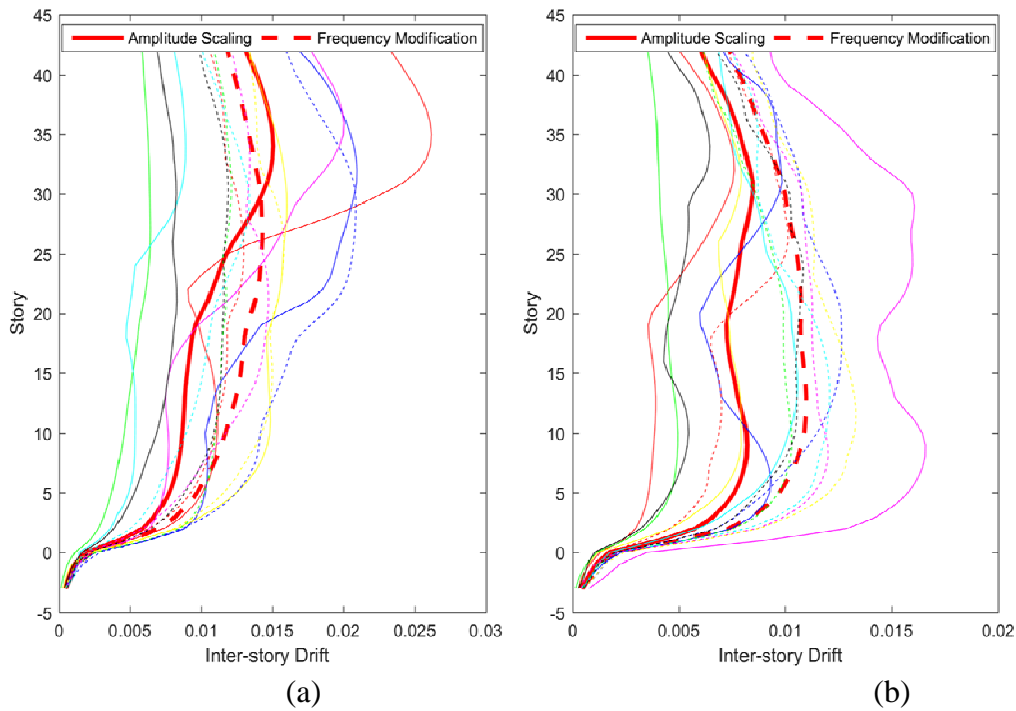 45
Amplitude Scaling Frequency Modification
40
35
30
25
20
15
10
5
0
-5
Story
0 0.005 0.01 0.015 0.02 0.025 0.03
Inter-story Drift
(a)
45
Amplitude Scaling Frequency Modification
40
35
30
25
20
15
10
5
0
-5
Story
0 0.005 0.01 0.015 0.02
Inter-story Drift
(b)